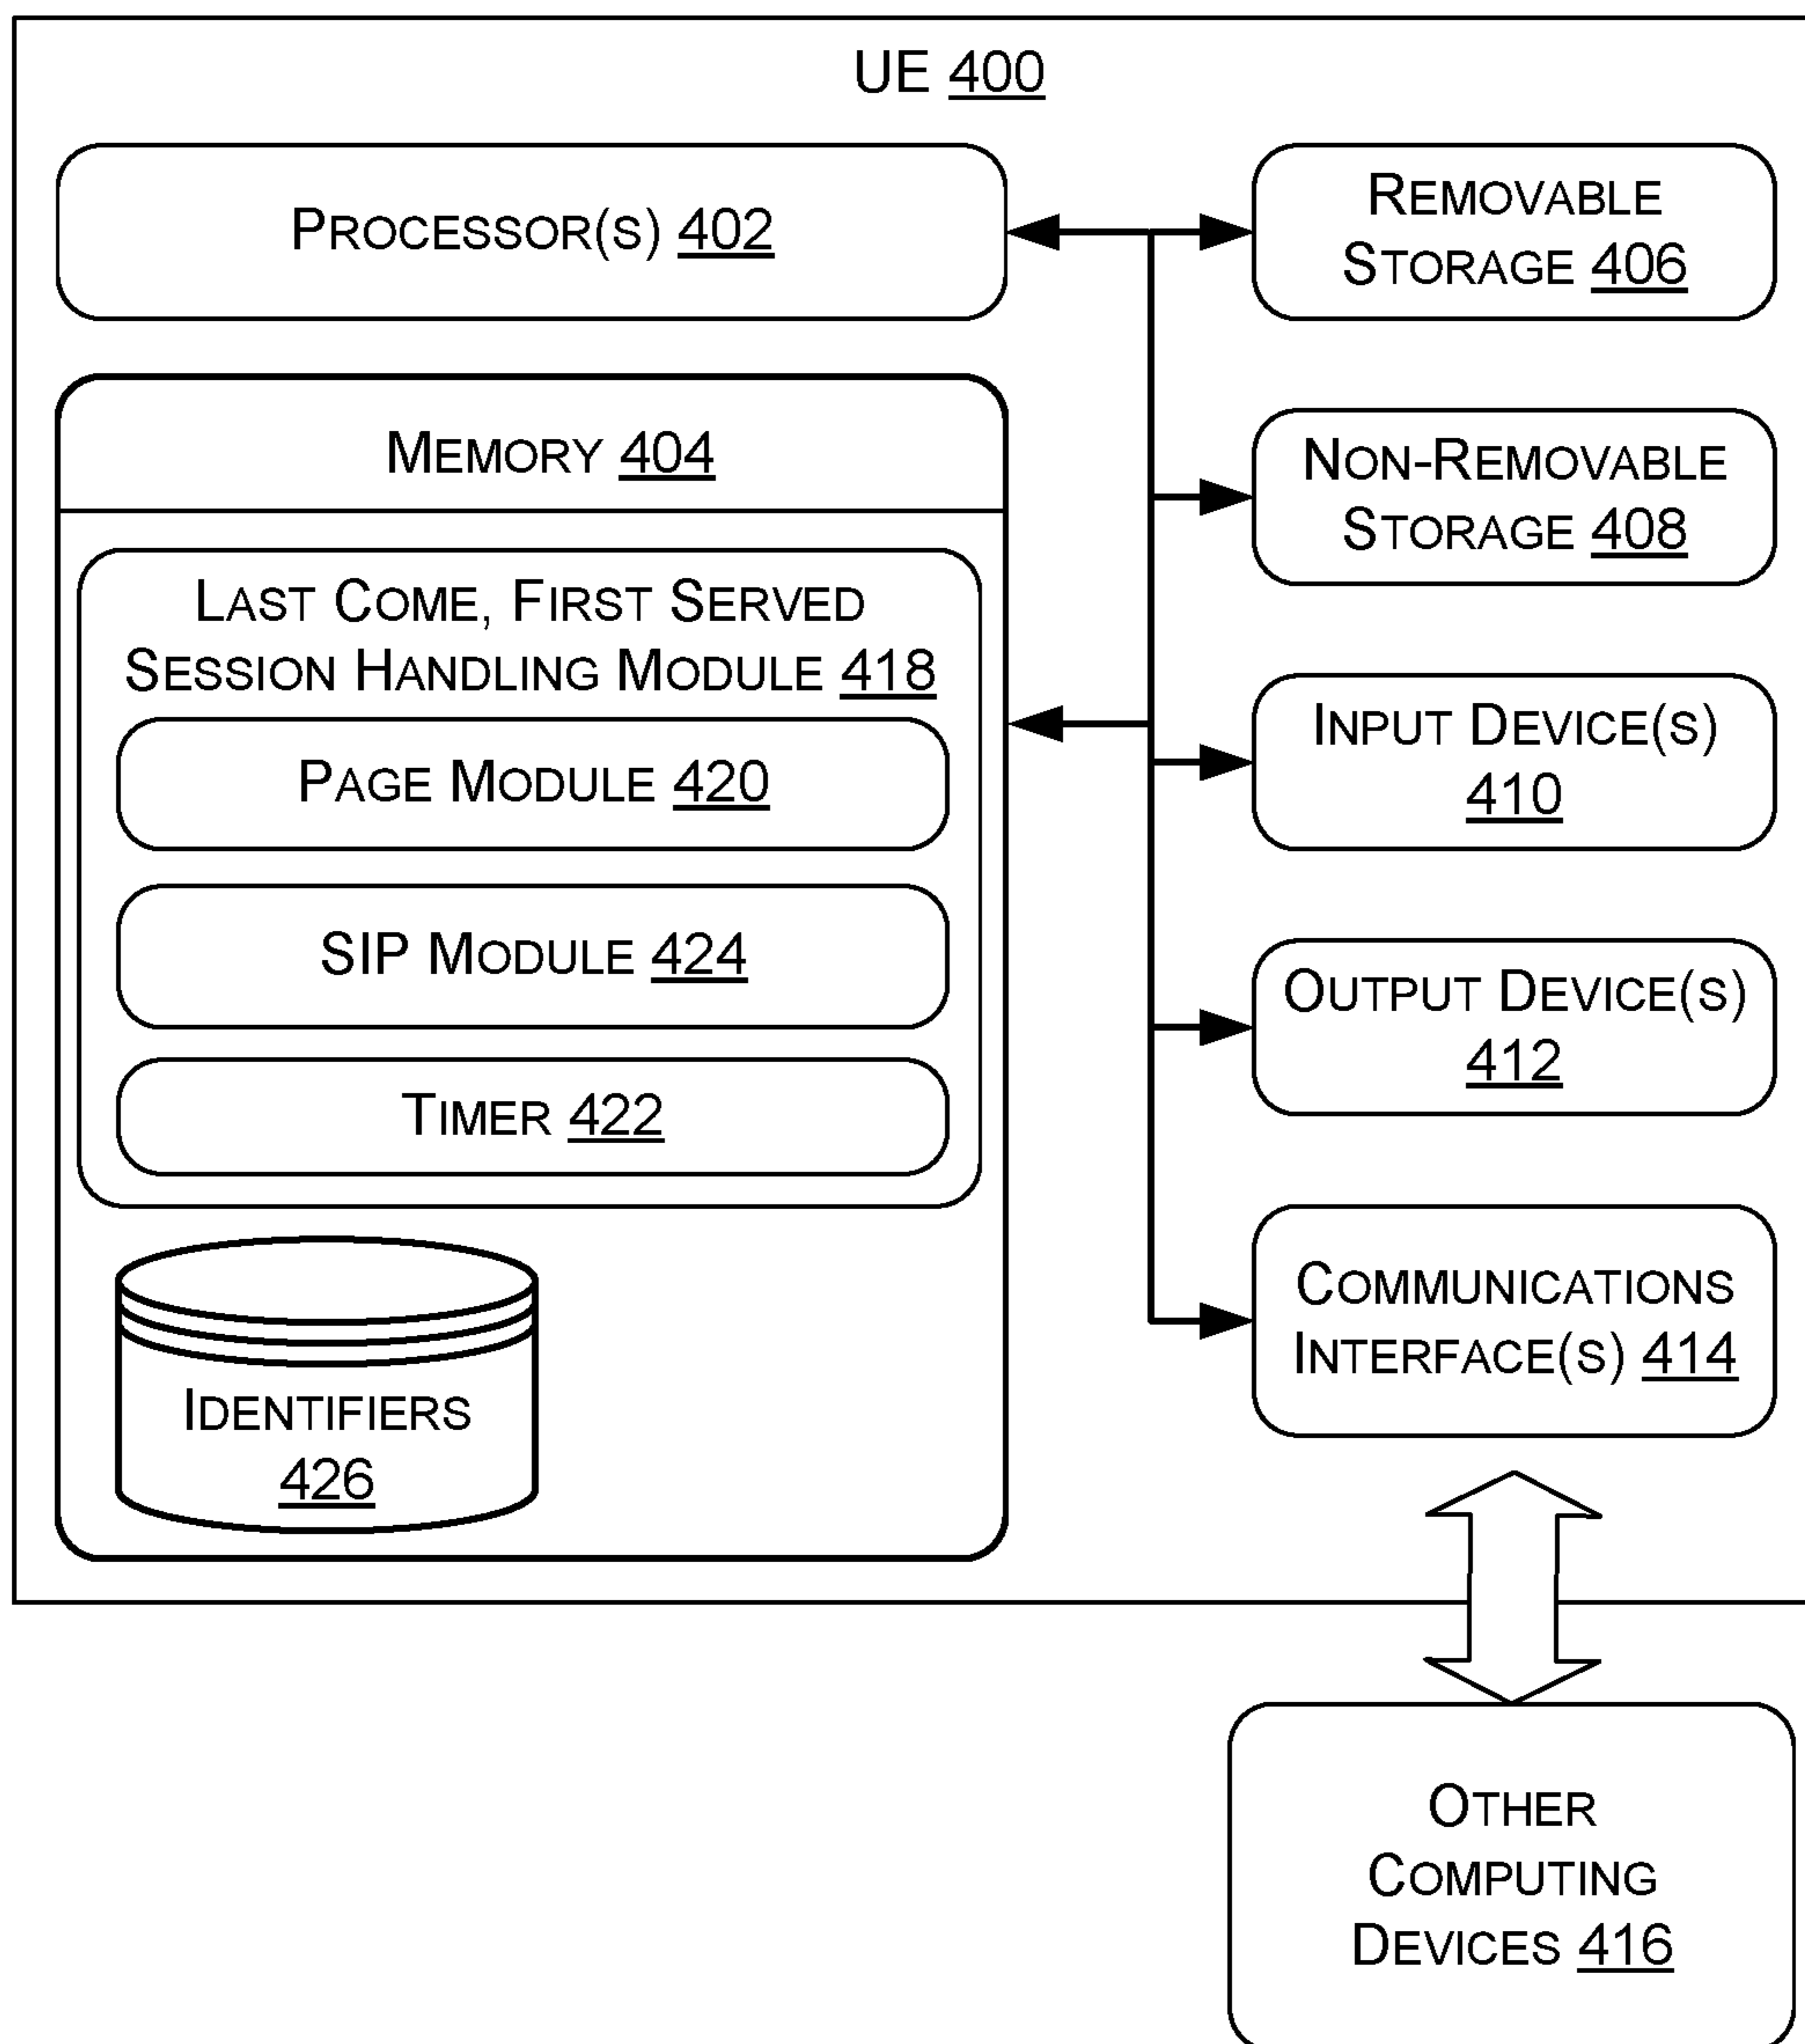 UE 400
PROCESSOR(S) 402
MEMORY 404
LAST COME, FIRST SERVED
SESSION HANDLING MODULE 418
PAGE MODULE 420
SIP MODULE 424
TIMER 422
IDENTIFIERS
426
REMOVABLE
STORAGE 406
NON-REMOVABLE
STORAGE 408
INPUT DEVICE(S)
410
OUTPUT DEVICE(S)
412
COMMUNICATIONS
INTERFACE(S) 414
OTHER
COMPUTING
DEVICES 416